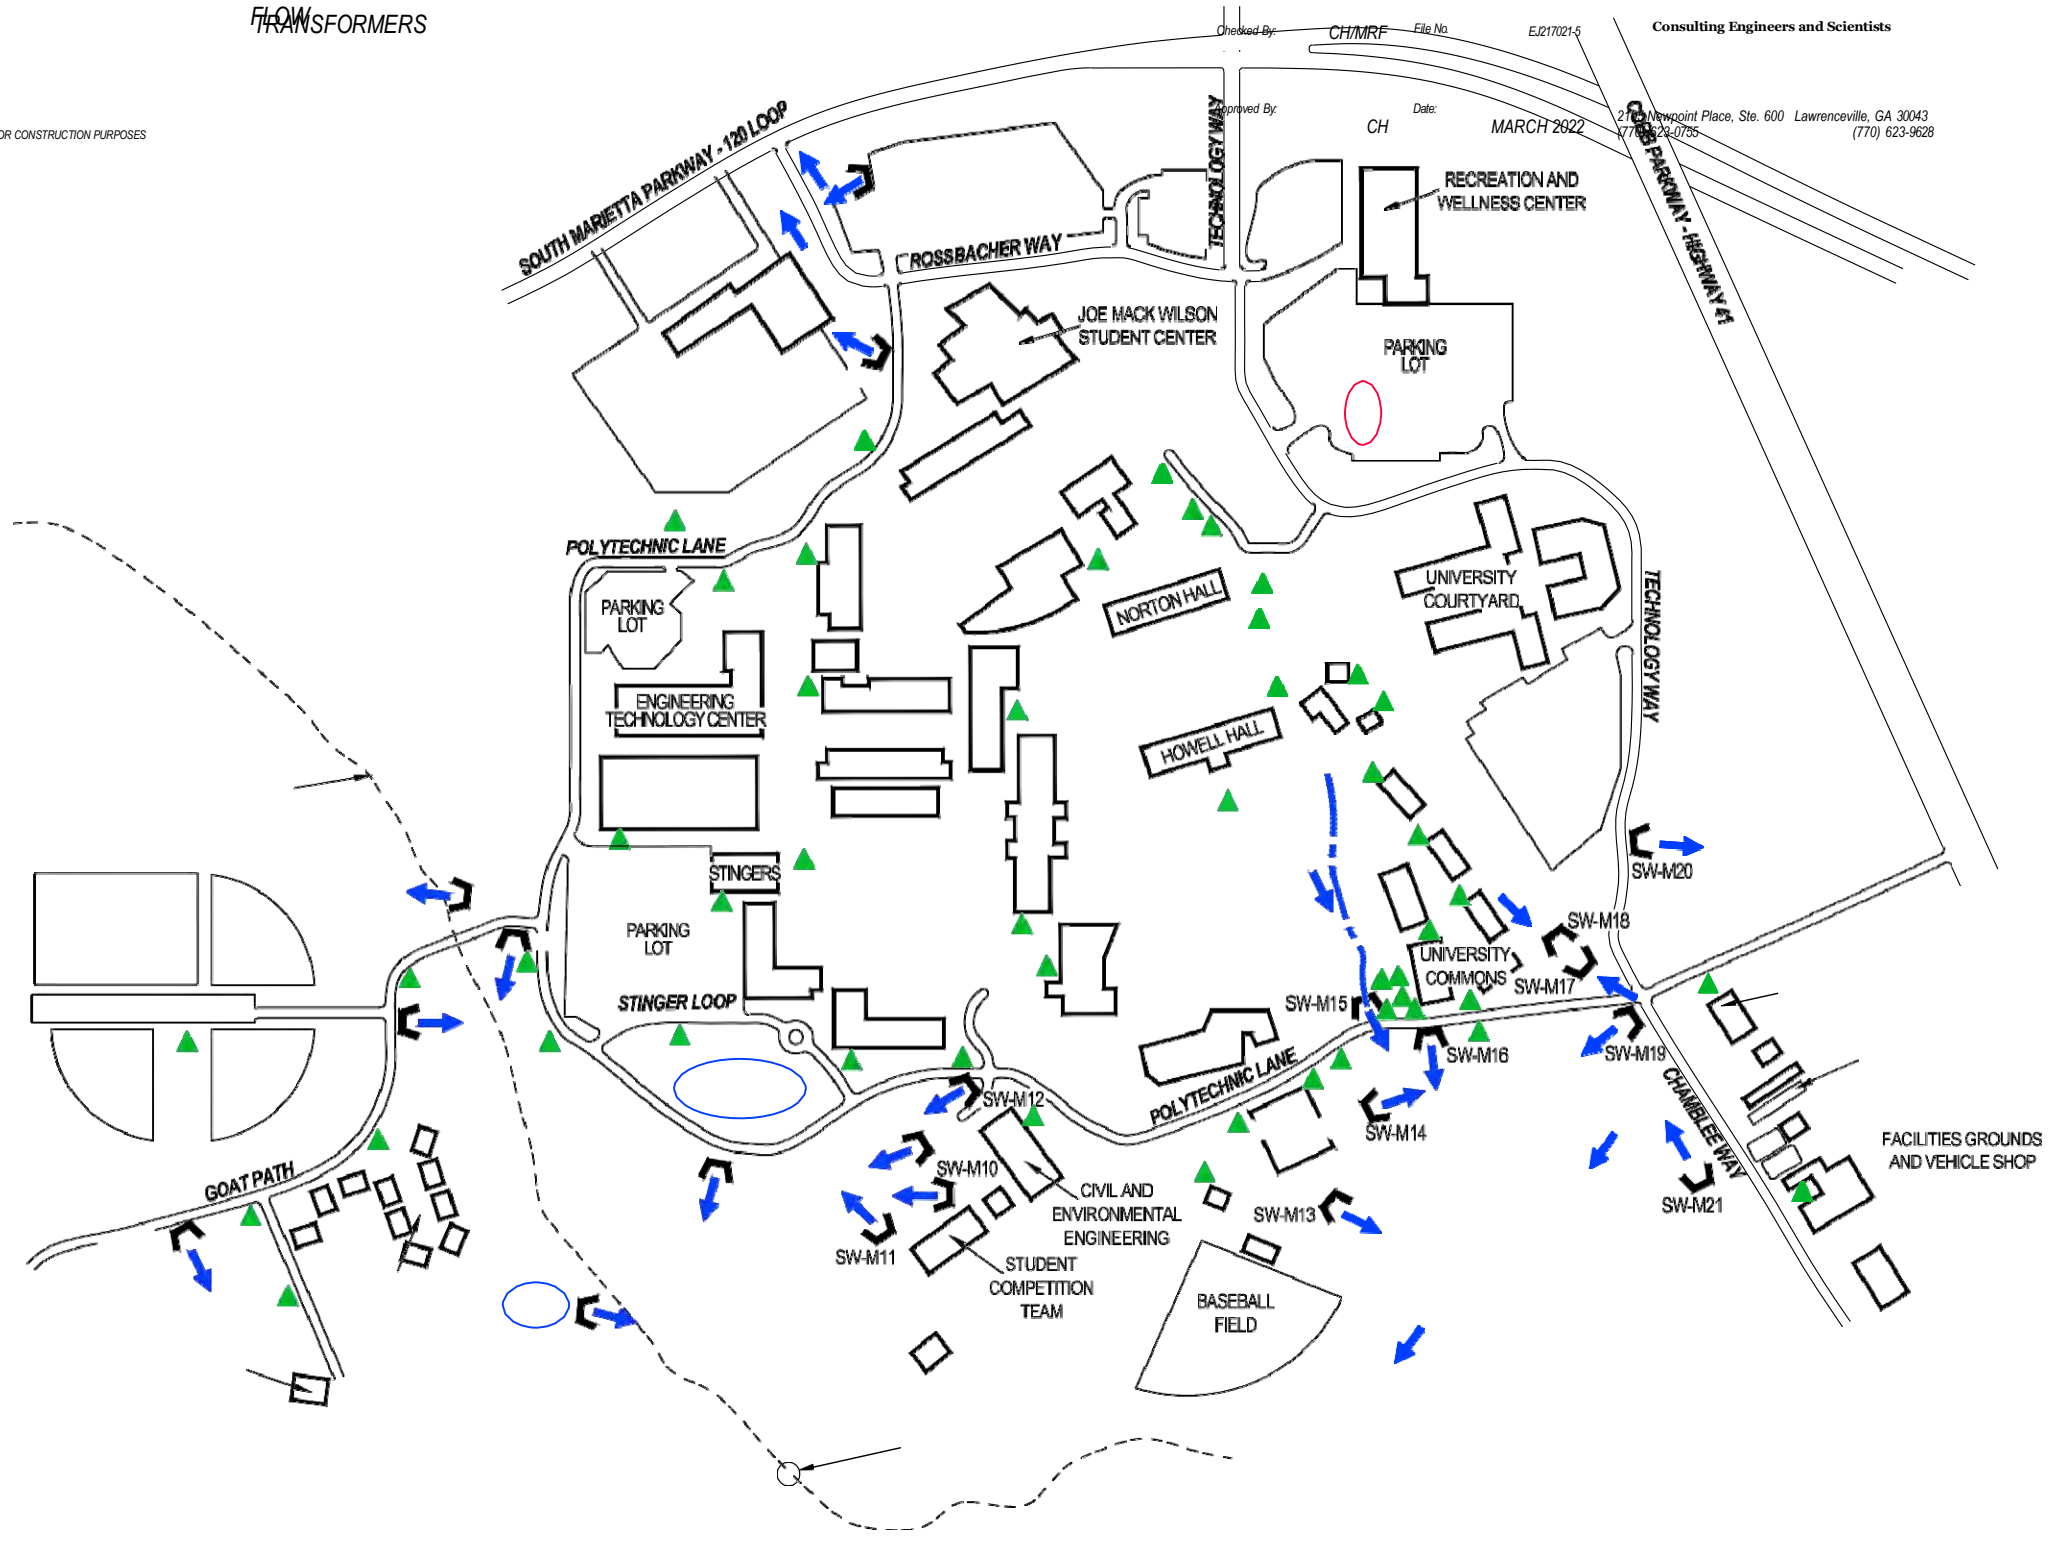 FLOW
TRANSFORMERS
OR CONSTRUCTION PURPOSES
Checked By:
CH/MRF
File No.
EJ217021-5
Consulting Engineers and Scientists
Approved By:
CH
Date:
MARCH 2022
Newpoint Place, Ste. 600 Lawrenceville, GA 30043
(770) 623-0755
(770) 623-9628
SOUTH MARIETTA PARKWAY - 120 LOOP
TECHNOLOGY WAY
COBB PARKWAY - HIGHWAY 41
RECREATION AND
WELLNESS CENTER
ROSSBACHER WAY
JOE MACK WILSON
STUDENT CENTER
PARKING
LOT
POLYTECHNIC LANE
PARKING
LOT
NORTON HALL
UNIVERSITY
COURTYARD
TECHNOLOGY WAY
ENGINEERING
TECHNOLOGY CENTER
HOWELL HALL
STINGERS
SW-M20
PARKING
LOT
SW-M18
UNIVERSITY
COMMONS
SW-M17
STINGER LOOP
SW-M15
SW-M16
SW-M19
POLYTECHNIC LANE
SW-M12
SW-M14
CHAMBLEE WAY
FACILITIES GROUNDS
AND VEHICLE SHOP
GOAT PATH
SW-M10
CIVIL AND
ENVIRONMENTAL
ENGINEERING
SW-M13
SW-M21
SW-M11
STUDENT
COMPETITION
TEAM
BASEBALL
FIELD